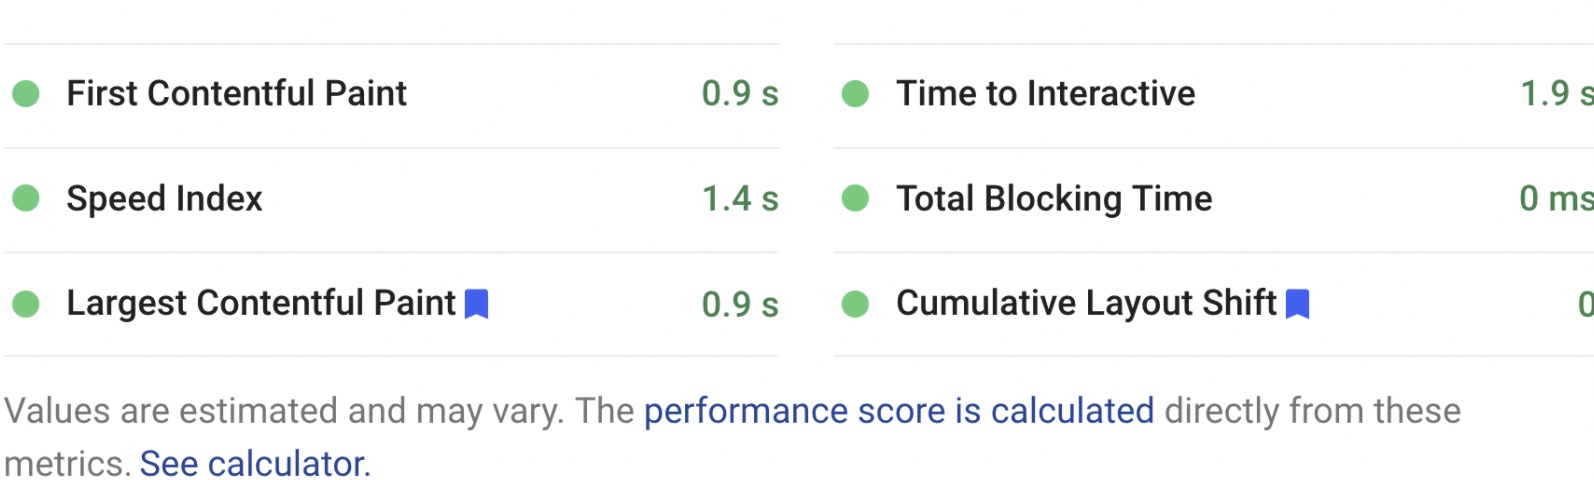 First Contentful Paint 0.9 s
Time to Interactive 1.9 s
Speed Index 1.4 s
Total Blocking Time 0 ms
Largest Contentful Paint 0.9 s
Cumulative Layout Shift 0
Values are estimated and may vary. The performance score is calculated directly from these
metrics. See calculator.